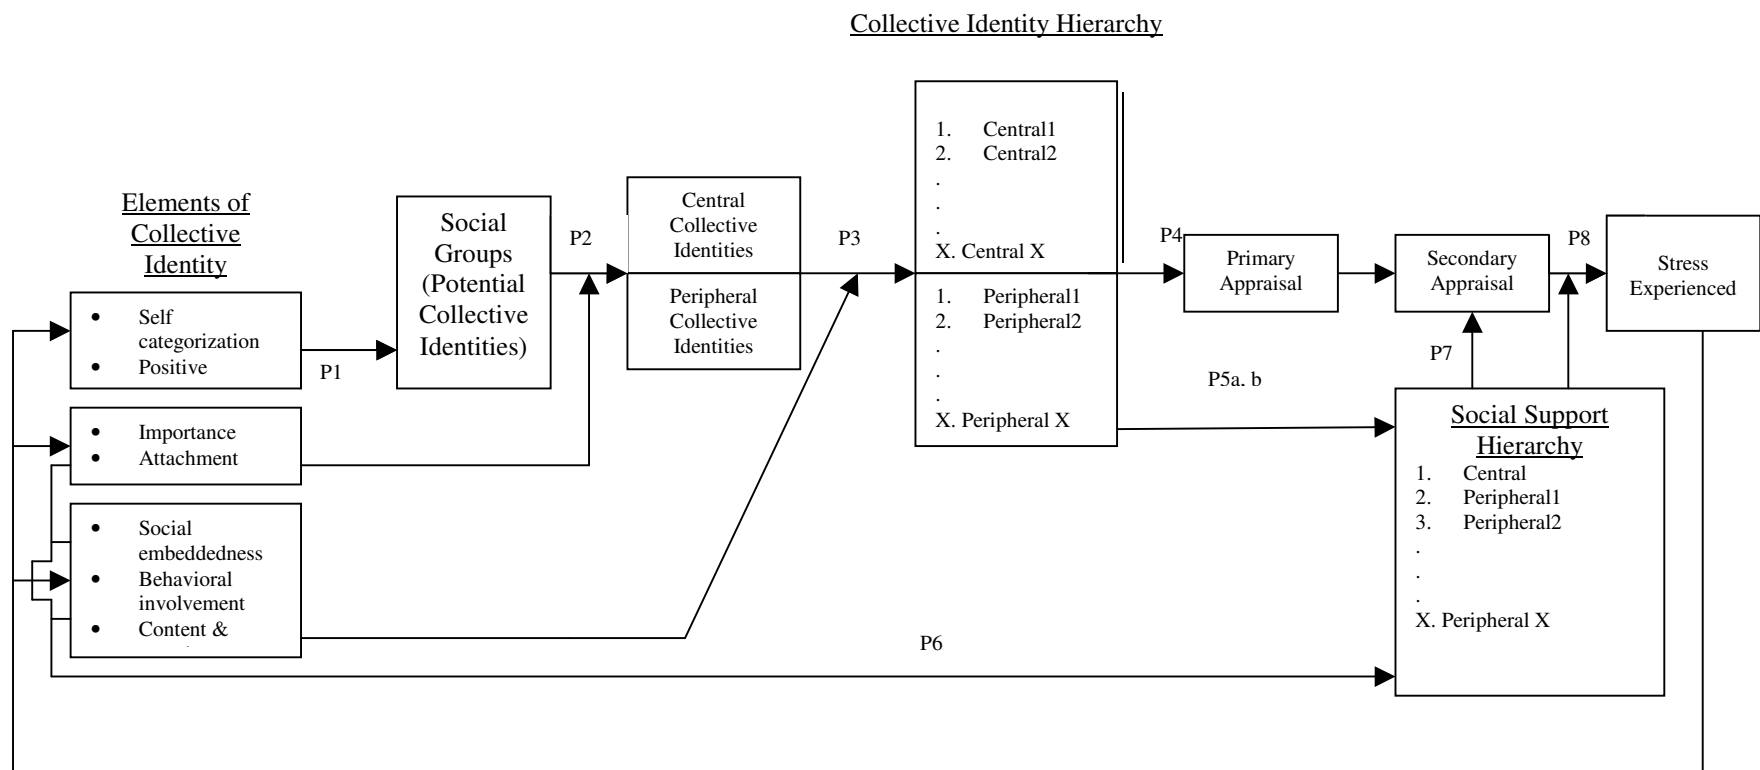 Collective Identity Hierarchy
Elements of
Collective
Identity
• Self
categorization
• Positive
• Importance
• Attachment
• Social
embeddedness
• Behavioral
involvement
• Content &
P1
Social
Groups
(Potential
Collective
Identities)
P2
Central
Collective
Identities
Peripheral
Collective
Identities
P3
1. Central1
2. Central2
.
.
.
X. Central X
1. Peripheral1
2. Peripheral2
.
.
.
X. Peripheral X
P4
Primary
Appraisal
Secondary
Appraisal
P8
Stress
Experienced
P7
P5a, b
Social Support
Hierarchy
1. Central
2. Peripheral1
3. Peripheral2
.
.
.
X. Peripheral X
P6